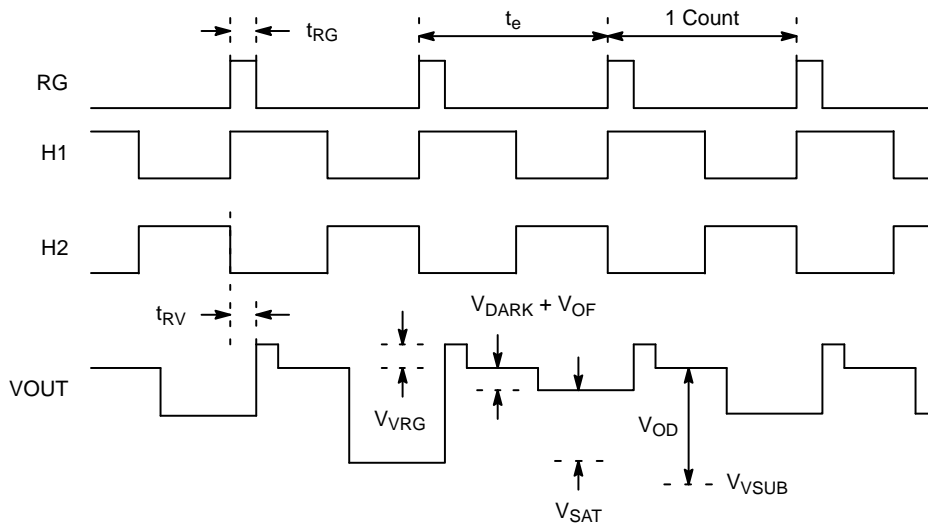 tRG
te
1 Count
RG
H1
H2
tRV
VDARK + VOF
VOUT
VVRG
VOD
VVSUB
VSAT